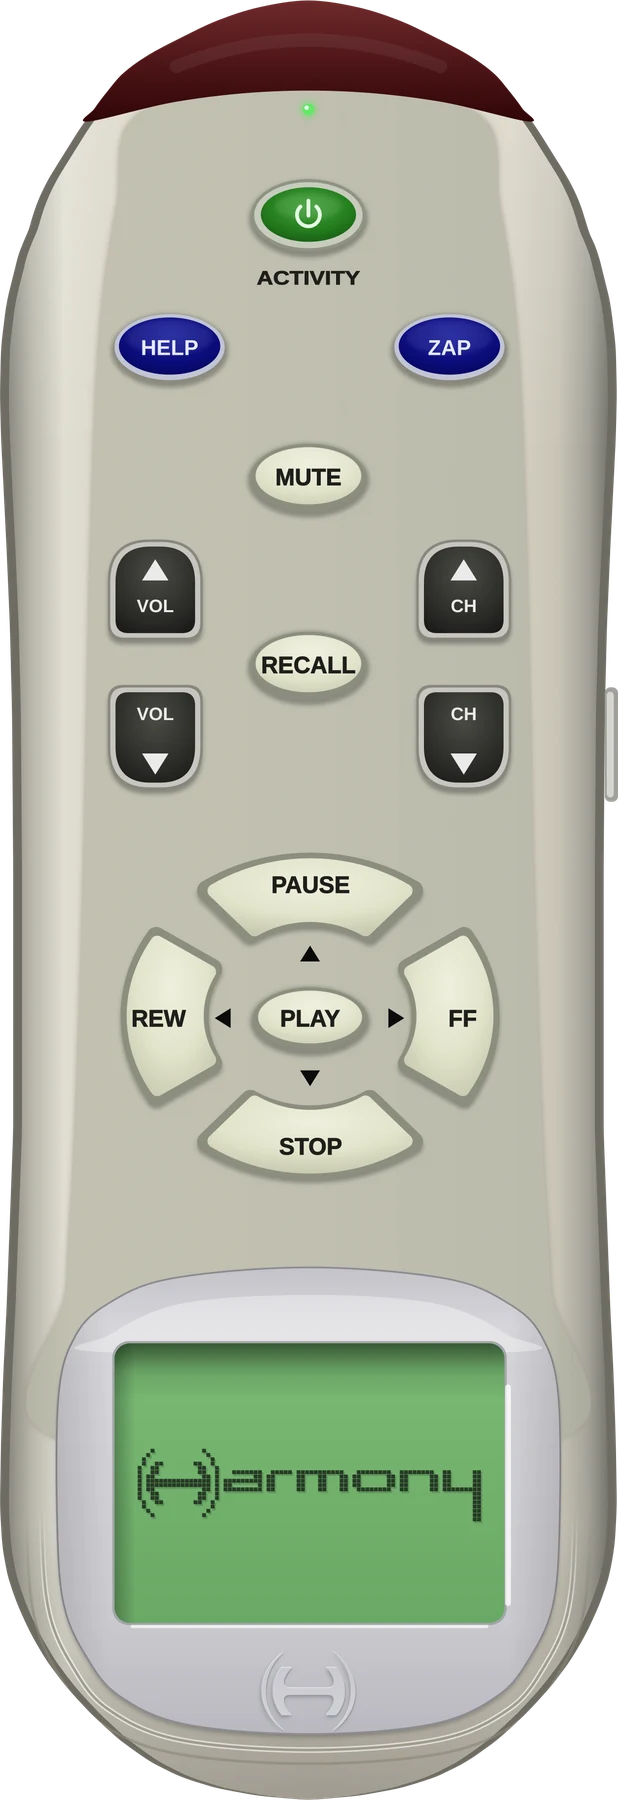 ACTIVITY
HELP
ZAP
MUTE
VOL
CH
RECALL
VOL
CH
PAUSE
REW
PLAY
FF
STOP
Harmony